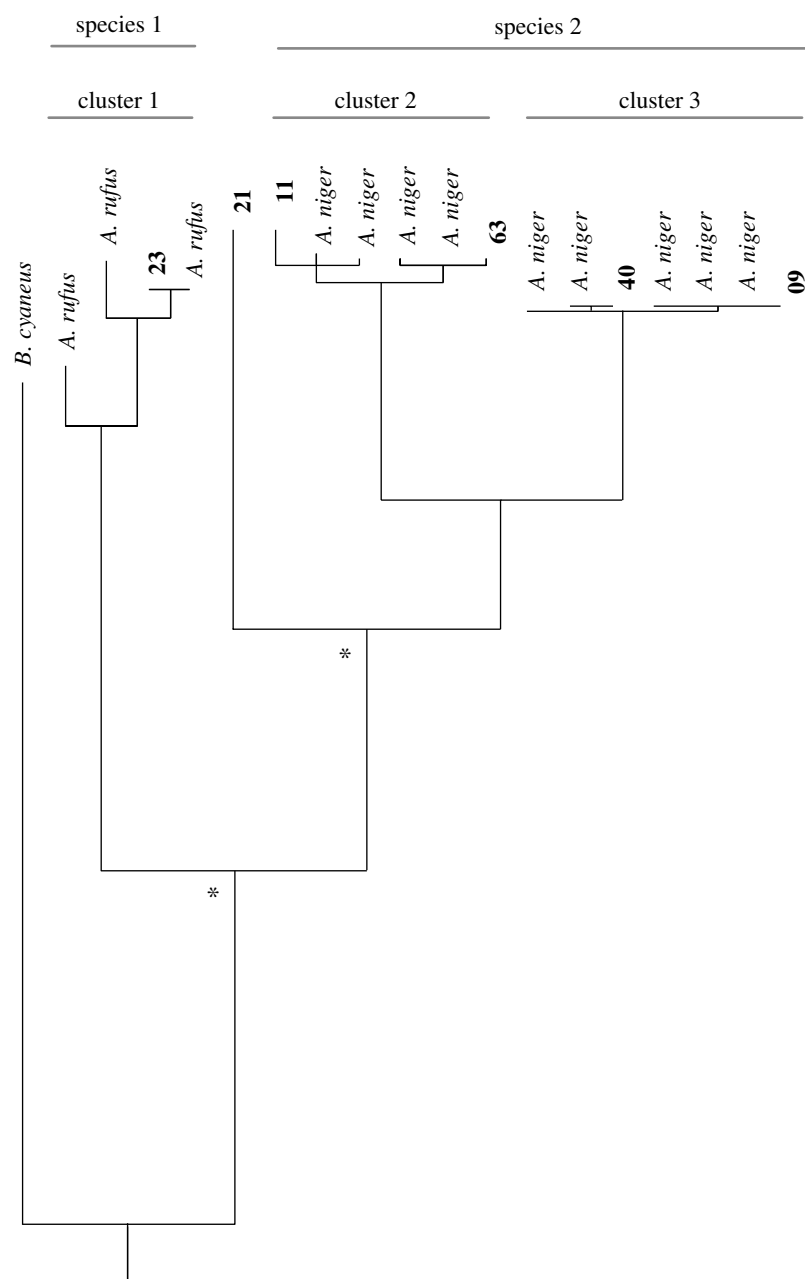 species 1
species 2
cluster 1
cluster 2
cluster 3
B. cyaneus
A. rufus
A. rufus
23
A. rufus
21
11
A. niger
A. niger
A. niger
A. niger
63
A. niger
A. niger
40
A. niger
A. niger
A. niger
09
*
*